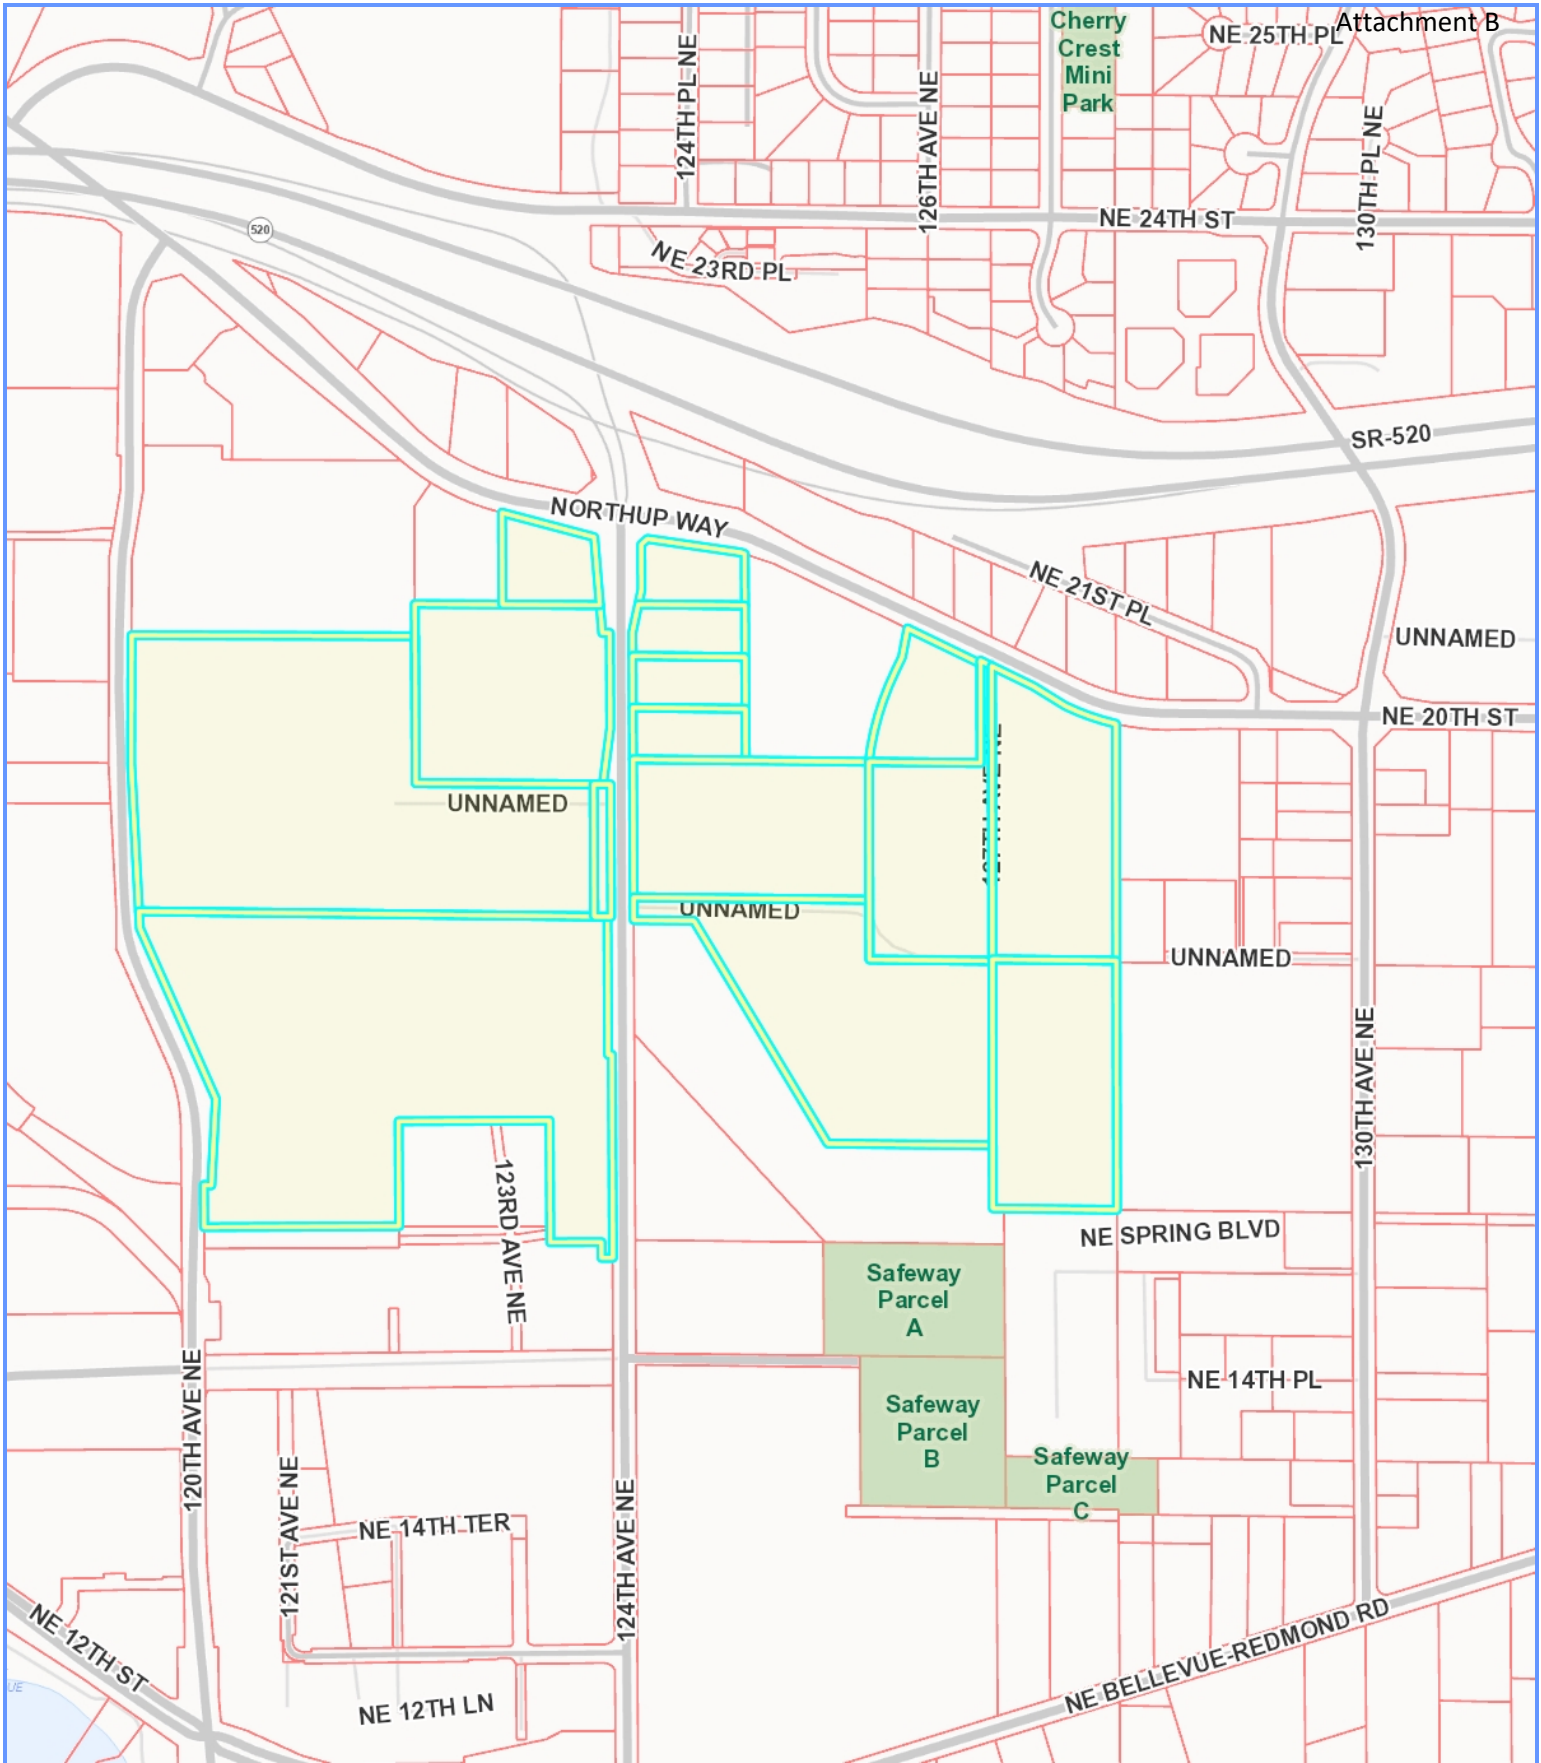 Attachment B
Cherry
Crest
Mini
Park
NE 25TH PL
124TH PL NE
126TH AVE NE
130TH PL NE
NE 24TH ST
520
NE 23RD PL
SR-520
NORTHUP WAY
NE 21ST PL
UNNAMED
NE 20TH ST
UNNAMED
127TH AVE NE
UNNAMED
UNNAMED
130TH AVE NE
123RD AVE NE
NE SPRING BLVD
Safeway
Parcel
A
120TH AVE NE
NE 14TH PL
Safeway
Parcel
B
Safeway
Parcel
C
121ST AVE NE
NE 14TH TER
124TH AVE NE
NE 12TH ST
NE BELLEVUE-REDMOND RD
UE
NE 12TH LN